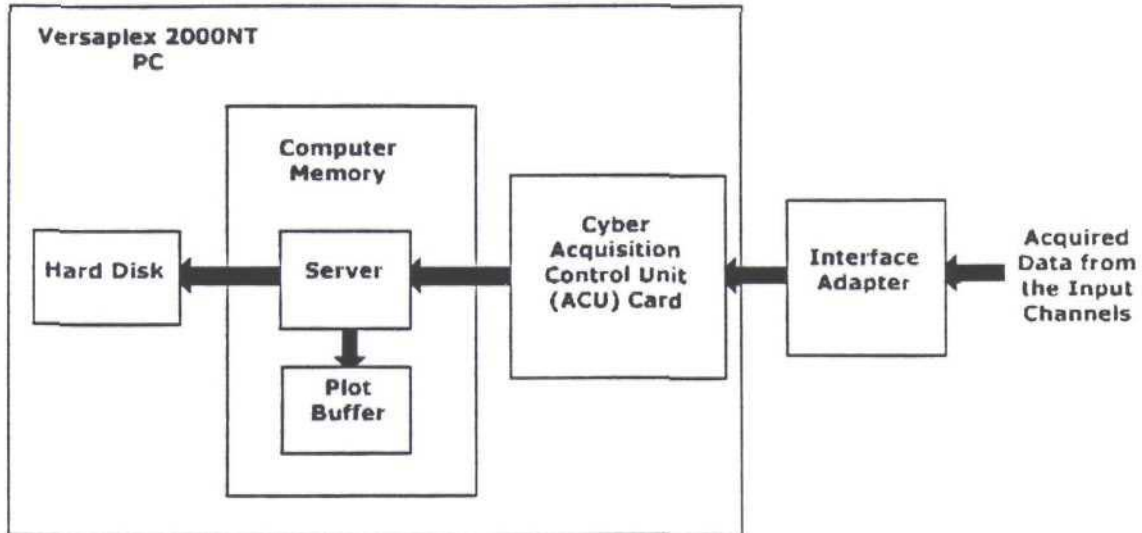 Versaplex 2000NT
PC
Computer
Memory
Hard Disk
Server
Plot
Buffer
Cyber
Acquisition
Control Unit
(ACU) Card
Interface
Adapter
Acquired
Data from
the Input
Channels